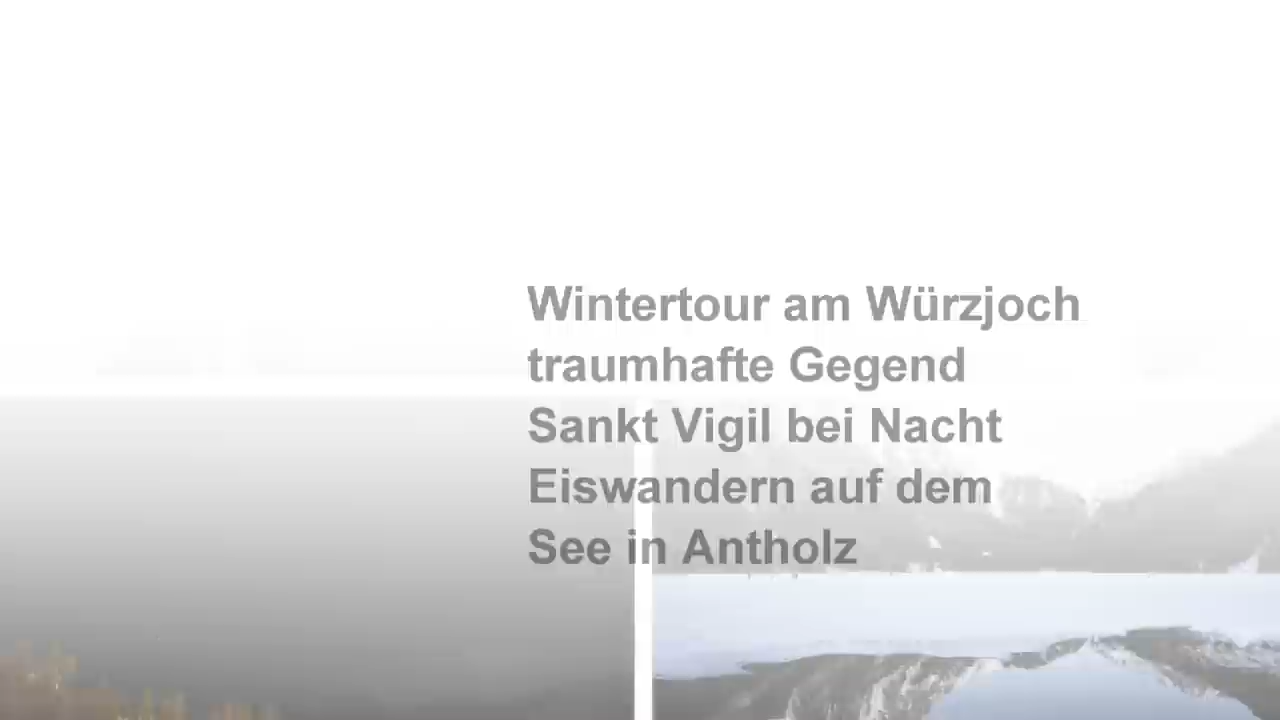 Wintertour am Würzjoch
traumhafte Gegend
Sankt Vigil bei Nacht
Eiswandern auf dem
See in Antholz